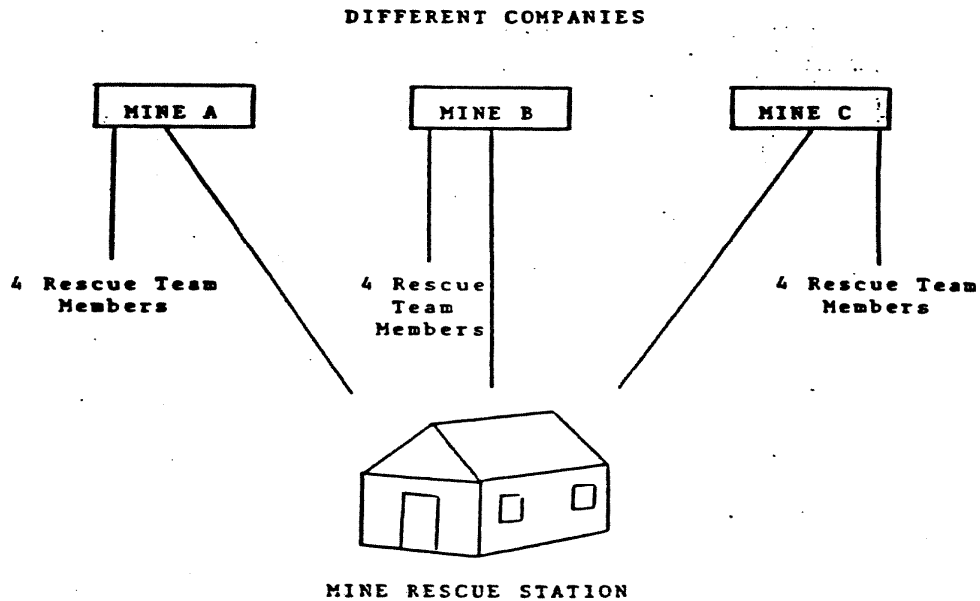 DIFFERENT COMPANIES
MINE A
MINE B
MINE C
4 Rescue Team
Members
4 Rescue
Team
Members
4 Rescue Team
Members
MINE RESCUE STATION